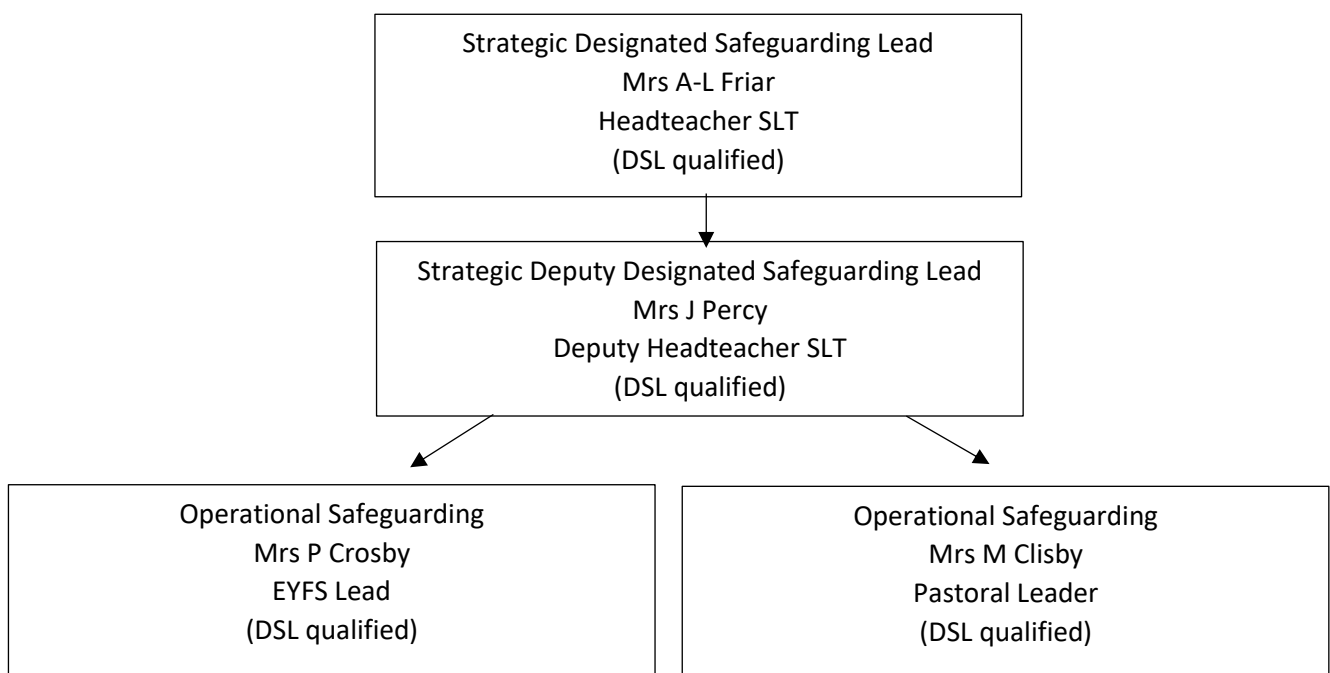 Strategic Designated Safeguarding Lead
Mrs A-L Friar
Headteacher SLT
(DSL qualified)
Strategic Deputy Designated Safeguarding Lead
Mrs J Percy
Deputy Headteacher SLT
(DSL qualified)
Operational Safeguarding
Mrs P Crosby
EYFS Lead
(DSL qualified)
Operational Safeguarding
Mrs M Clisby
Pastoral Leader
(DSL qualified)